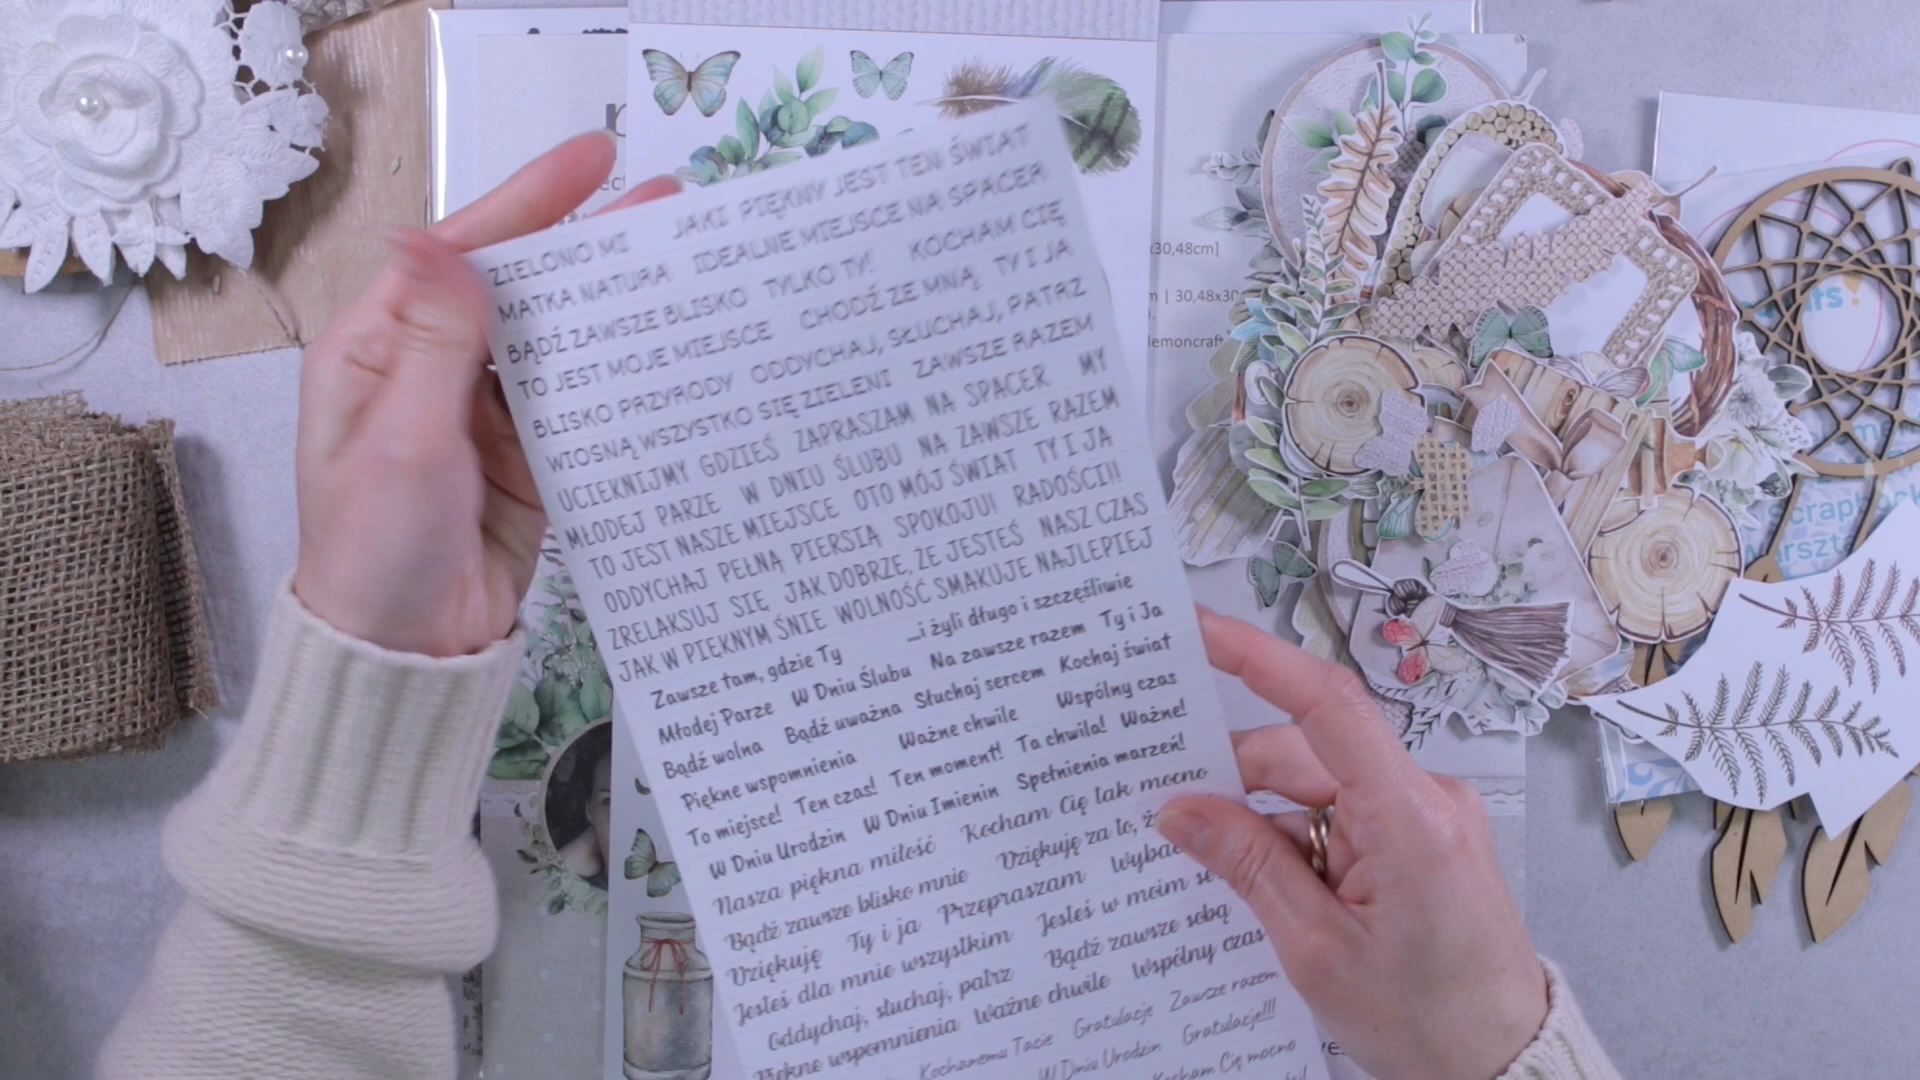 ZIELONO MI JAKI PIĘKNY JEST TEN ŚWIAT
MATKA NATURA IDEALNE MIEJSCE NA SPACER
BĄDŹ ZAWSZE BLISKO TYLKO TY! KOCHAM CIĘ
TO JEST MOJE MIEJSCE CHODŹ ZE MNĄ TY I JA
BLISKO PRZYRODY ODDYCHAJ, SŁUCHAJ, PATRZ
WIOSNĄ WSZYSTKO SIĘ ZIELENI ZAWSZE RAZEM
UCIEKNIJMY GDZIEŚ ZAPRASZAM NA SPACER MY
MŁODEJ PARZE W DNIU ŚLUBU NA ZAWSZE RAZEM
TO JEST NASZE MIEJSCE OTO MÓJ ŚWIAT TY I JA
ODDYCHAJ PEŁNĄ PIERSIĄ SPOKOJU! RADOŚCI!!
ZRELAKSUJ SIĘ JAK DOBRZE, ŻE JESTEŚ NASZ CZAS
JAK W PIĘKNYM ŚNIE WOLNOŚĆ SMAKUJE NAJLEPIEJ
Zawsze tam, gdzie Ty ...i żyli długo i szczęśliwie
Młodej Parze W Dniu Ślubu Na zawsze razem Ty i Ja
Bądź wolna Bądź uważna Słuchaj sercem Kochaj świat
Piękne wspomnienia Ważne chwile Wspólny czas
To miejsce! Ten czas! Ten moment! Ta chwila! Ważne!
W Dniu Urodzin W Dniu Imienin Spełnienia marzeń!
Nasza piękna miłość Kocham Cię tak mocno
Bądź zawsze blisko mnie Dziękuję za to,
Dziękuję Ty i ja Przepraszam
Jesteś dla mnie wszystkim Jesteś w moim
Oddychaj, słuchaj, patrz Bądź zawsze sobą
Piękne wspomnienia Ważne chwile Wspólny czas
Kochanemu Tacie Gratulacje Zawsze razem
W Dniu Urodzin Gratulacje!!!
Kocham Cię mocno
x30,48cm]
| 30,48x30
lemoncraft